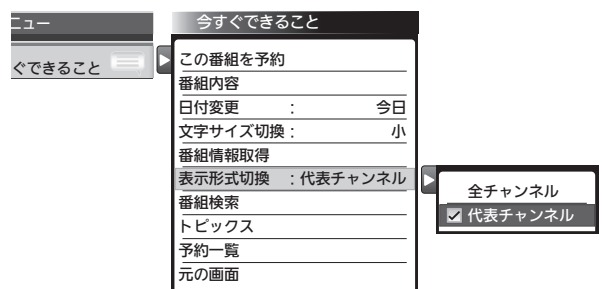 ニュー
今すぐできること
ぐできること
この番組を予約
番組内容
日付変更 : 今日
文字サイズ切換 : 小
番組情報取得
表示形式切換 : 代表チャンネル
全チャンネル
代表チャンネル
番組検索
トピックス
予約一覧
元の画面